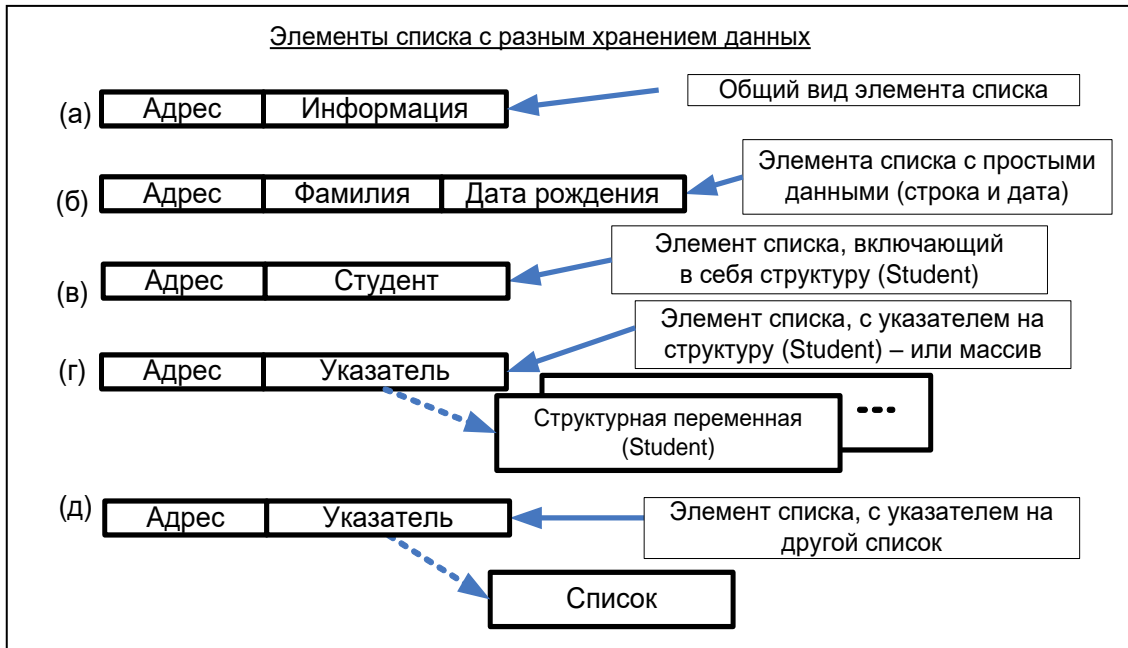 Элементы списка с разным хранением данных
Общий вид элемента списка
(а) Адрес Информация
Элемента списка с простыми
данными (строка и дата)
(б) Адрес Фамилия Дата рождения
Элемент списка, включающий
в себя структуру (Student)
(в) Адрес Студент
Элемент списка, с указателем на
структуру (Student) – или массив
(г) Адрес Указатель
Структурная переменная
(Student)
---
(д) Адрес Указатель
Элемент списка, с указателем на
другой список
Список